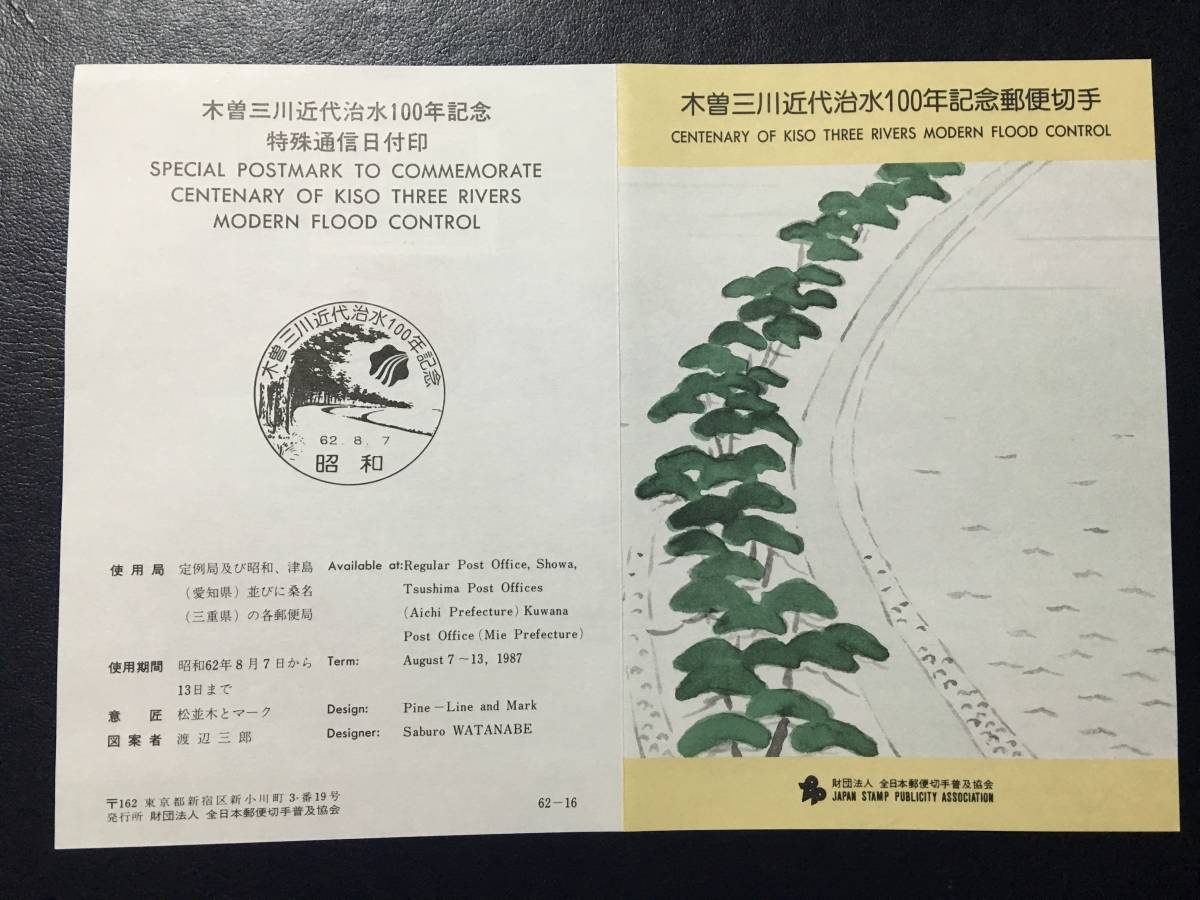 木曽三川近代治水100年記念
特殊通信日付印
SPECIAL POSTMARK TO COMMEMORATE
CENTENARY OF KISO THREE RIVERS
MODERN FLOOD CONTROL
木曽三川近代治水100年記念
62.8.7
昭和
使用局 定例局及び昭和、津島
(愛知県)並びに桑名
(三重県)の各郵便局
使用期間 昭和62年8月7日から
13日まで
意匠 松並木とマーク
図案者 渡辺三郎
Available at: Regular Post Office, Showa,
Tsushima Post Offices
(Aichi Prefecture) Kuwana
Post Office (Mie Prefecture)
Term: August 7~13, 1987
Design: Pine-Line and Mark
Designer: Saburo WATANABE
〒162 東京都新宿区新小川町3-番19号
発行所 財団法人 全日本郵便切手普及協会
62-16
木曽三川近代治水100年記念郵便切手
CENTENARY OF KISO THREE RIVERS MODERN FLOOD CONTROL
財団法人 全日本郵便切手普及協会
JAPAN STAMP PUBLICITY ASSOCIATION